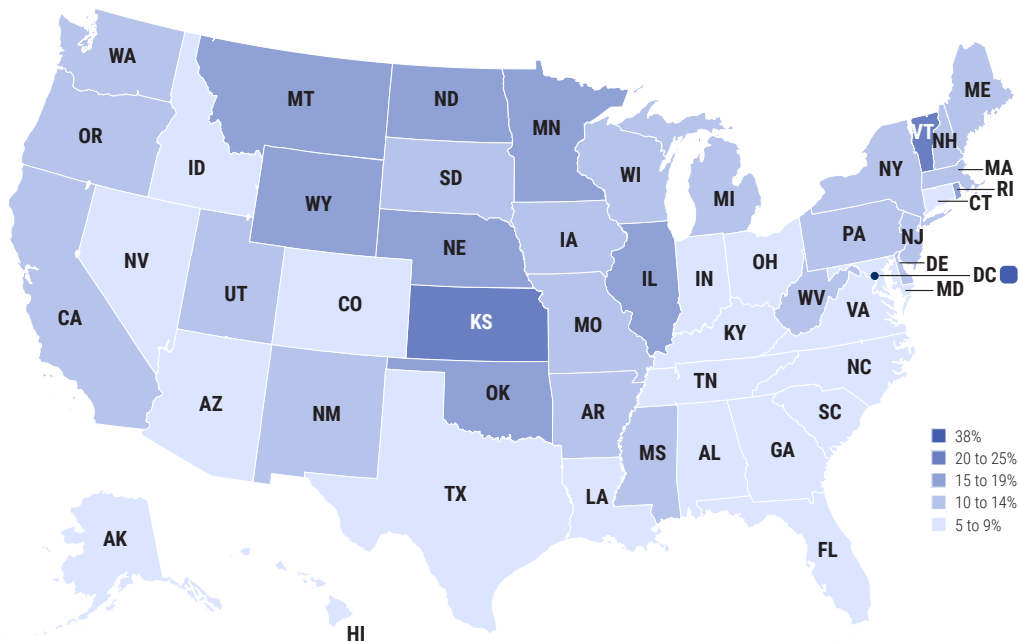 WA
MT
ND
MN
ME
OR
VT
NH
ID
SD
WI
NY
MA
RI
CT
WY
MI
NE
IA
PA
NJ
NV
UT
CO
IL
IN
OH
DE
DC
MD
CA
KS
MO
WV
VA
KY
AZ
NM
OK
AR
TN
NC
SC
MS
AL
GA
TX
LA
AK
FL
HI
38%
20 to 25%
15 to 19%
10 to 14%
5 to 9%